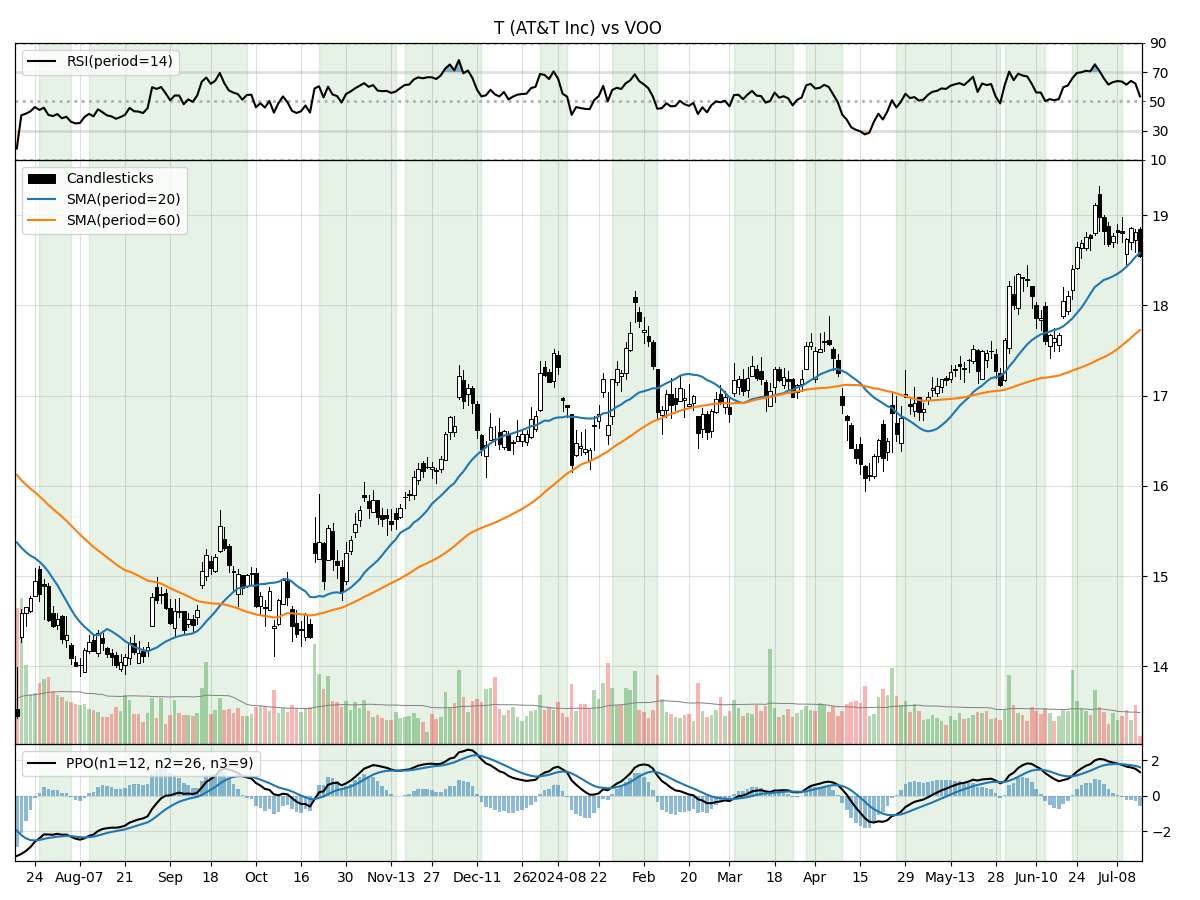 T (AT&T Inc) vs VOO
RSI(period=14)
90
70
50
30
10
Candlesticks
SMA(period=20)
SMA(period=60)
19
18
17
16
15
14
PPO(n1=12, n2=26, n3=9)
2
0
−2
24 Aug-07 21 Sep 18 Oct 16 30 Nov-13 27 Dec-11 26 2024-08 22 Feb 20 Mar 18 Apr 15 29 May-13 28 Jun-10 24 Jul-08